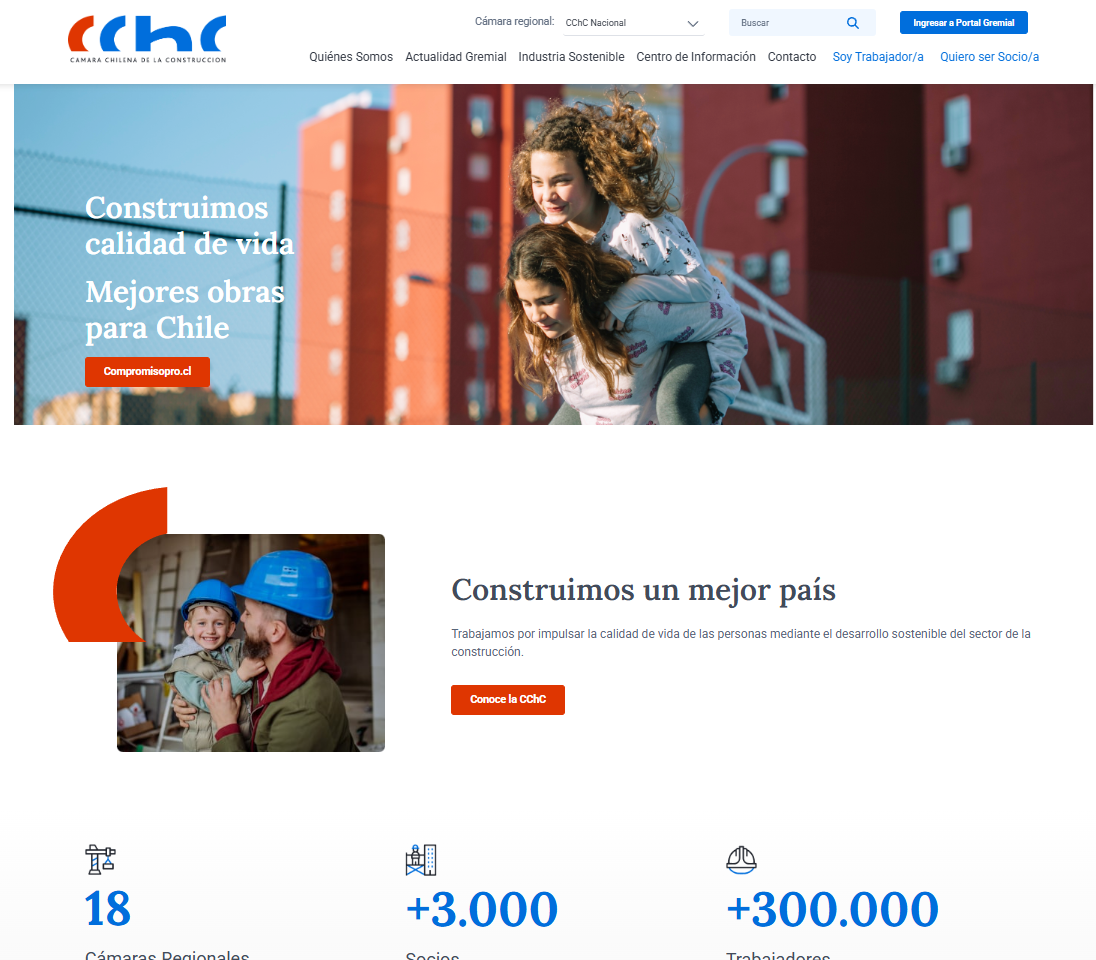 CChC
CAMARA CHILENA DE LA CONSTRUCCION
Cámara regional: CChC Nacional
Buscar
Ingresar a Portal Gremial
Quiénes Somos Actualidad Gremial Industria Sostenible Centro de Información Contacto Soy Trabajador/a Quiero ser Socio/a
Construimos
calidad de vida
Mejores obras
para Chile
Compromisopro.cl
Construimos un mejor país
Trabajamos por impulsar la calidad de vida de las personas mediante el desarrollo sostenible del sector de la
construcción.
Conoce la CChC
18 +3.000 +300.000
Cámaras Regionales Socios Trabajadores